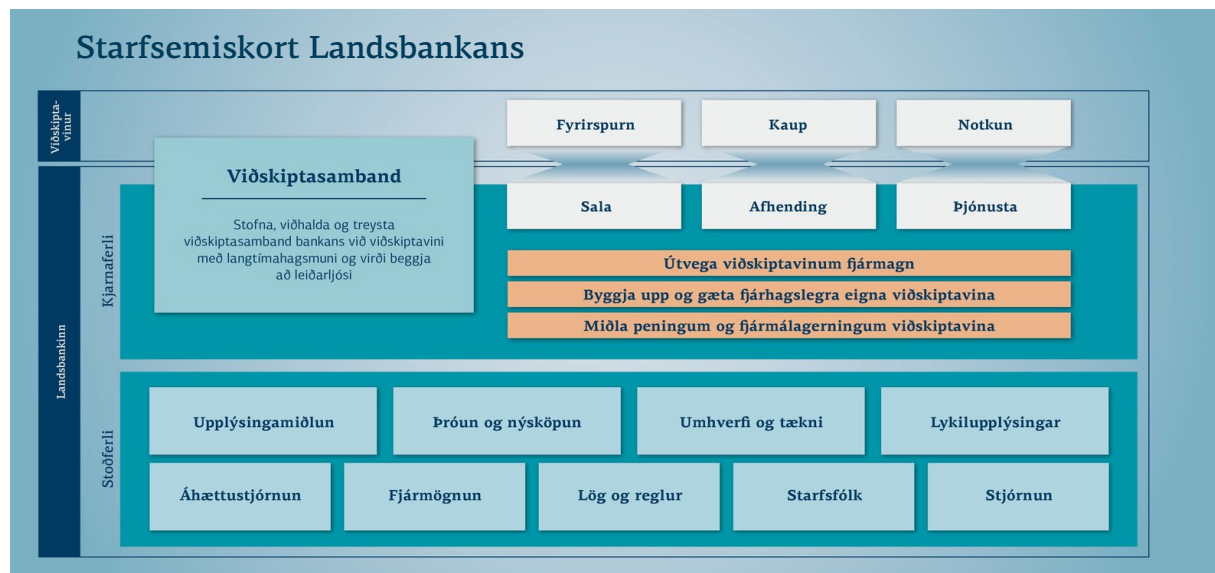 Starfsemiskort Landsbankans
Viðskipta-
vinur
Fyrirspurn
Kaup
Notkun
Landsbankinn
Kjarnaferli
Viðskiptasamband
Stofna, viðhalda og treysta
viðskiptasamband bankans við viðskiptavini
með langtímahagsmuni og virði beggja
að leiðarljósi
Sala
Afhending
Þjónusta
Útvega viðskiptavinum fjármagn
Byggja upp og gæta fjárhagslegra eigna viðskiptavina
Miðla peningum og fjármálagerningum viðskiptavina
Stoðferli
Upplýsingamiðlun
Þróun og nýsköpun
Umhverfi og tækni
Lykilupplýsingar
Áhættustjórnun
Fjármögnun
Lög og reglur
Starfsfólk
Stjórnun